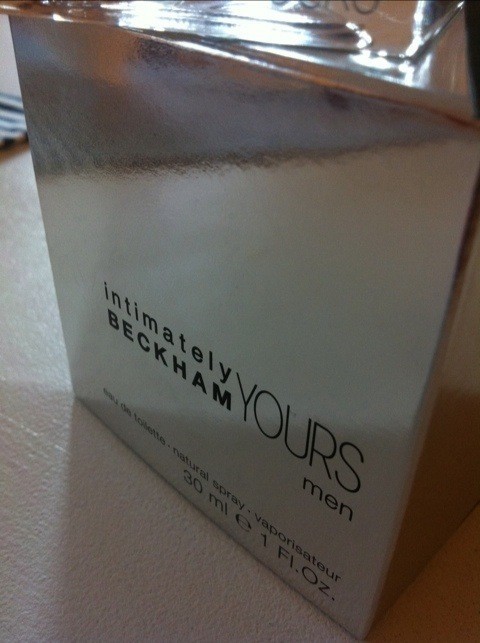 intimately
BECKHAM YOURS
men
eau de toilette · natural spray · vaporisateur
30 ml e 1 Fl.Oz.